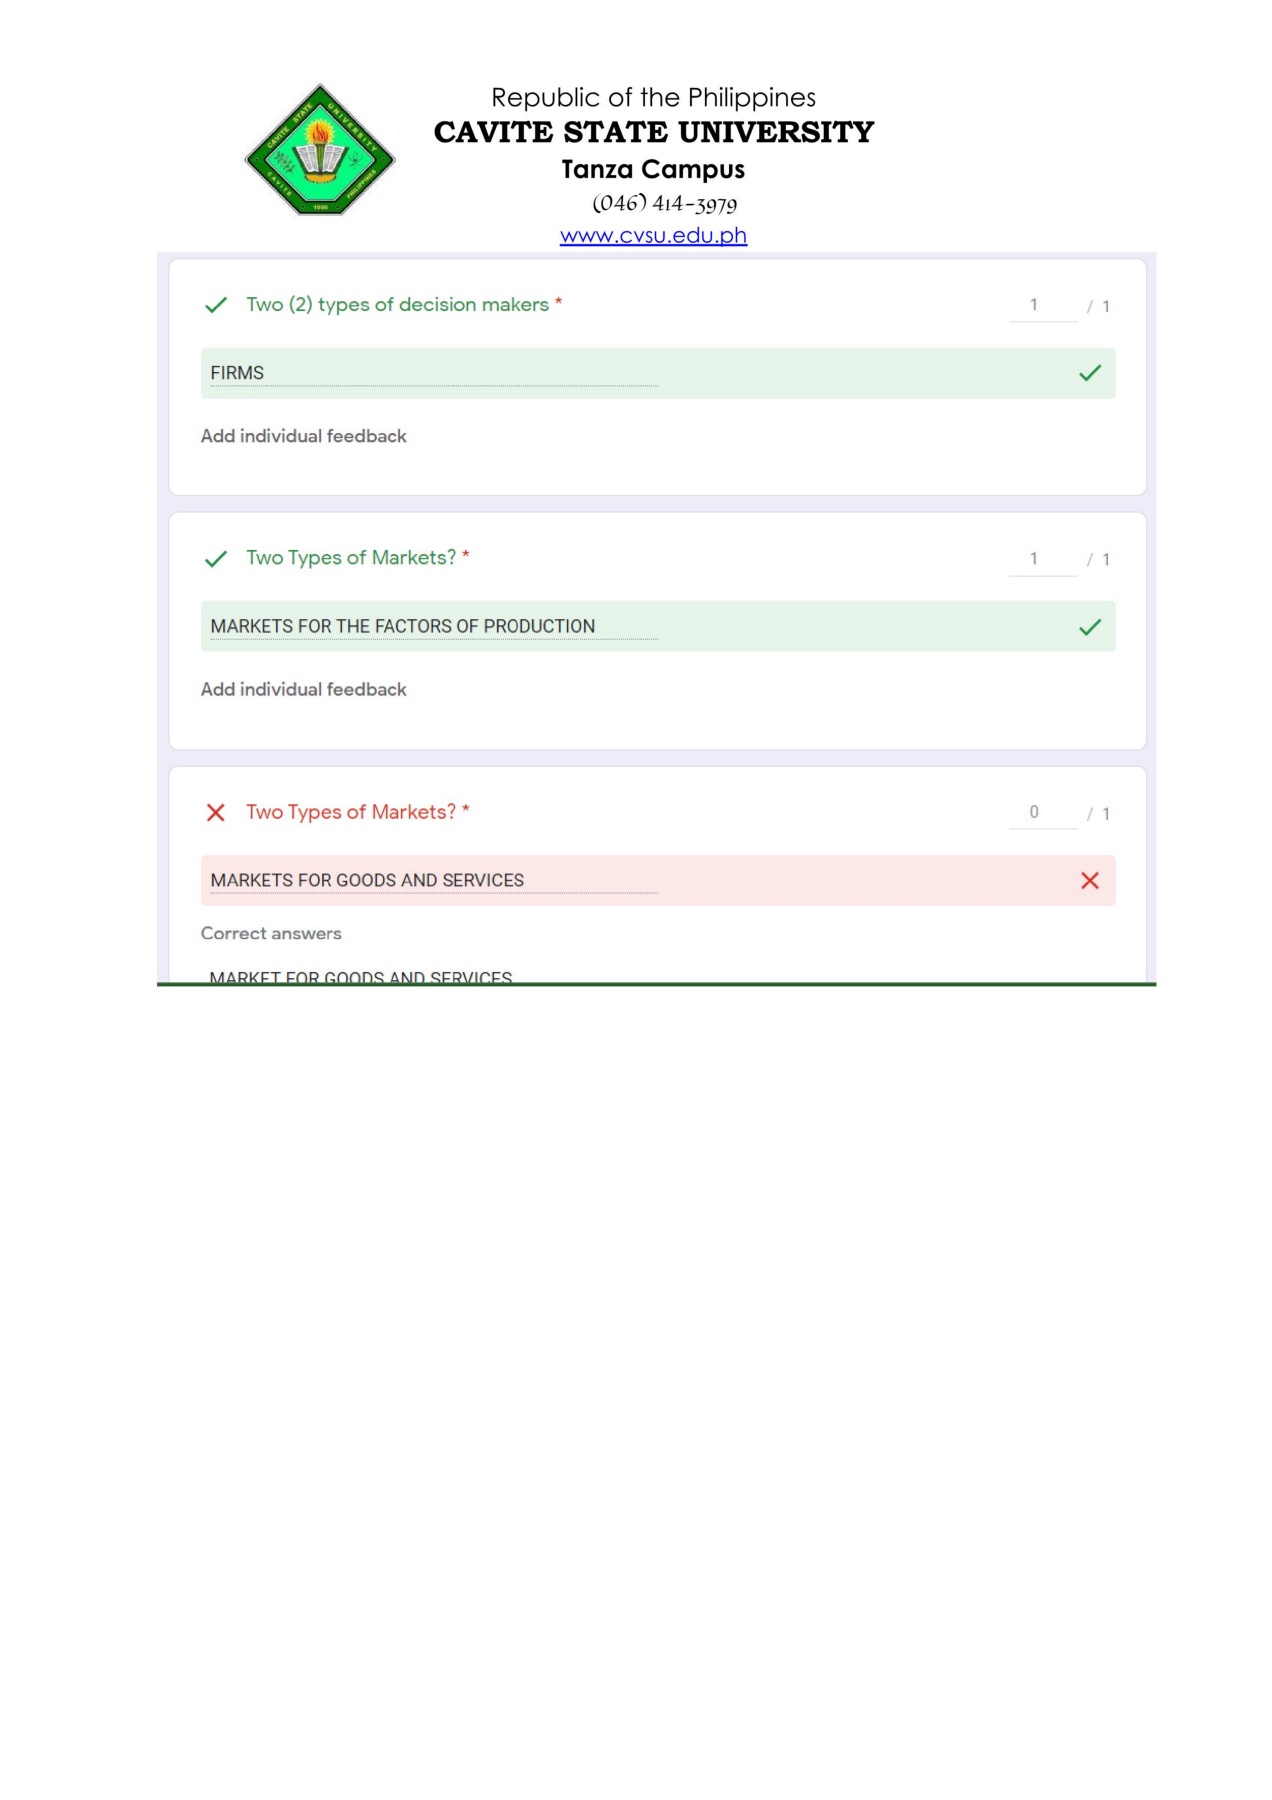 Republic of the Philippines
CAVITE STATE UNIVERSITY
Tanza Campus
(046) 414-3979
www.cvsu.edu.ph
CAVITE STATE UNIVERSITY
CAVITE PHILIPPINES
1906
Two (2) types of decision makers *
1 / 1
FIRMS
Add individual feedback
Two Types of Markets? *
1 / 1
MARKETS FOR THE FACTORS OF PRODUCTION
Add individual feedback
Two Types of Markets? *
0 / 1
MARKETS FOR GOODS AND SERVICES
Correct answers
MARKET FOR GOODS AND SERVICES